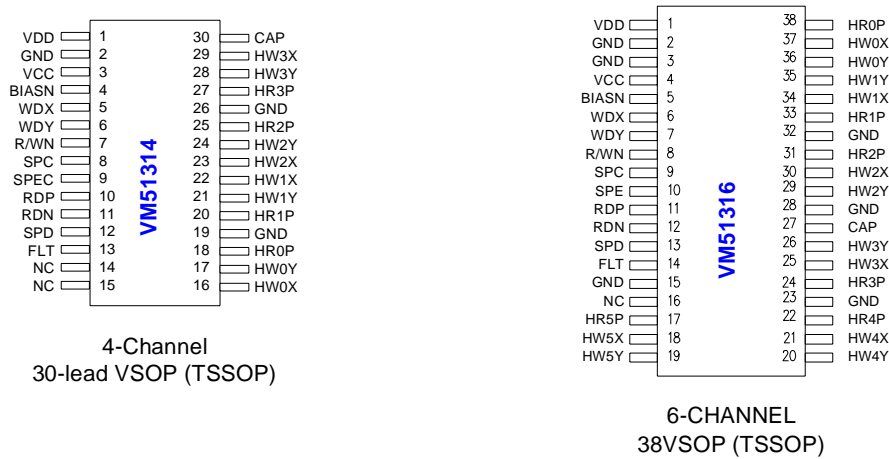 VDD 1 30 CAP
GND 2 29 HW3X
VCC 3 28 HW3Y
BIASN 4 27 HR3P
WDX 5 26 GND
WDY 6 25 HR2P
R/WN 7 24 HW2Y
SPC 8 23 HW2X
SPEC 9 22 HW1X
RDP 10 21 HW1Y
RDN 11 20 HR1P
SPD 12 19 GND
FLT 13 18 HR0P
NC 14 17 HW0Y
NC 15 16 HW0X
VM51314
4-Channel
30-lead VSOP (TSSOP)
VDD 1 38 HR0P
GND 2 37 HW0X
GND 3 36 HW0Y
VCC 4 35 HW1Y
BIASN 5 34 HW1X
WDX 6 33 HR1P
WDY 7 32 GND
R/WN 8 31 HR2P
SPC 9 30 HW2X
SPE 10 29 HW2Y
RDP 11 28 GND
RDN 12 27 CAP
SPD 13 26 HW3Y
FLT 14 25 HW3X
GND 15 24 HR3P
NC 16 23 GND
HR5P 17 22 HR4P
HW5X 18 21 HW4X
HW5Y 19 20 HW4Y
VM51316
6-CHANNEL
38VSOP (TSSOP)